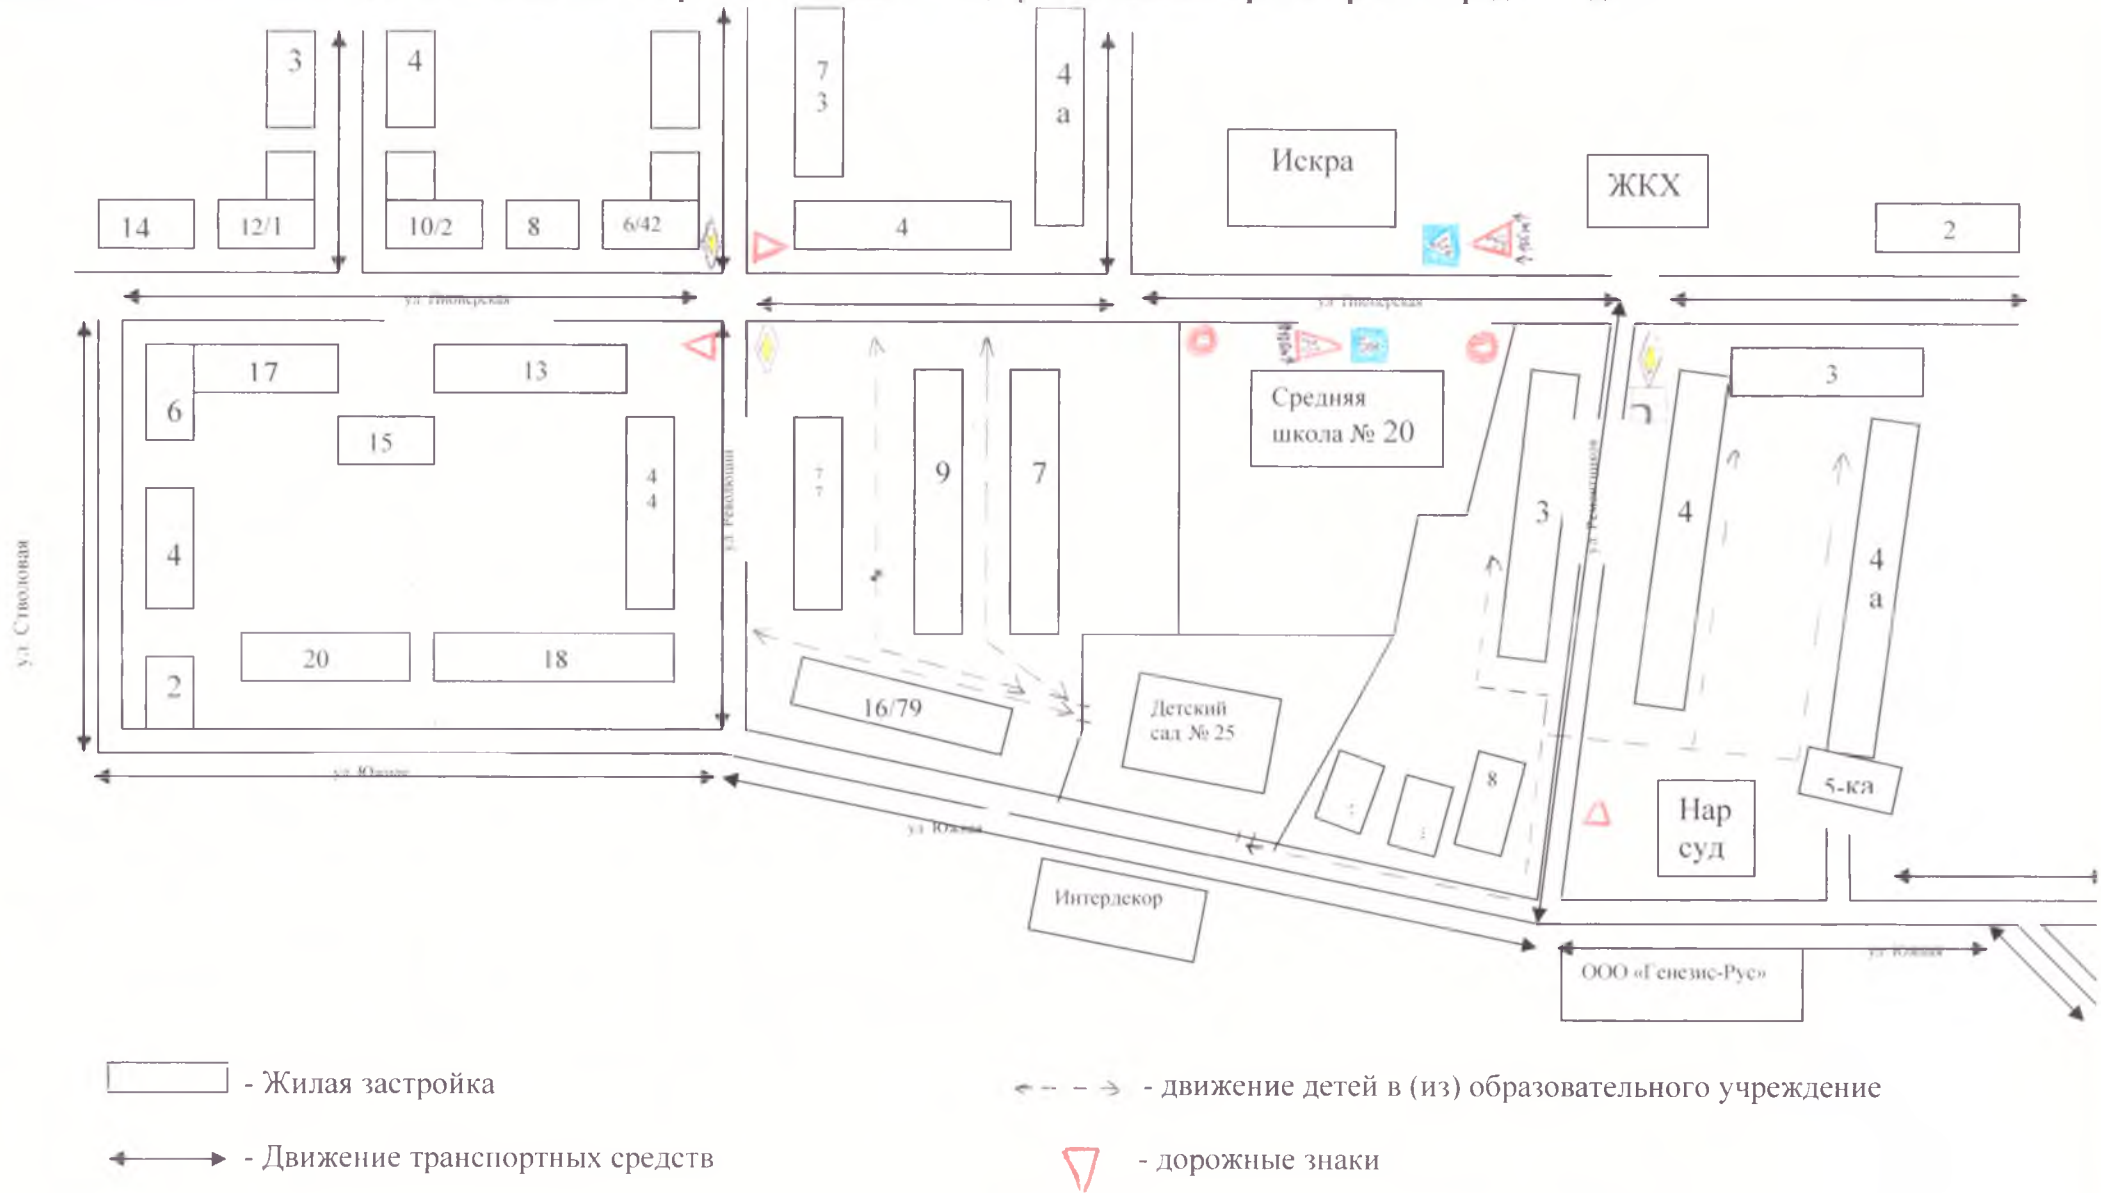 3
4
7
3
4
а
Искра
ЖКХ
14
12/1
10/2
8
6/42
4
2
ул. Пионерская
ул. Пионерская
17
13
6
15
4
4
7
7
9
7
Средняя
школа № 20
3
4
3
4
а
ул. Стволовая
ул. Революции
4
20
18
2
16/79
Детский
сад № 25
8
5-ка
Нар
суд
ул. Южная
ул. Южная
Интердекор
ООО «Генезис-Рус»
ул. Южная
- Жилая застройка
- движение детей в (из) образовательного учреждение
- Движение транспортных средств
- дорожные знаки